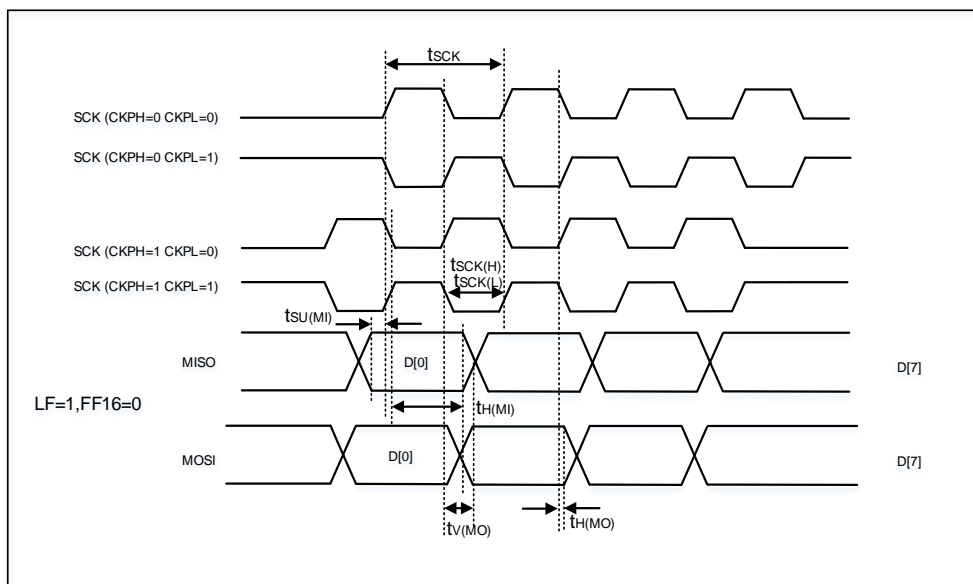 tSCK
SCK (CKPH=0 CKPL=0)
SCK (CKPH=0 CKPL=1)
SCK (CKPH=1 CKPL=0)
tSCK(H)
tSCK(L)
SCK (CKPH=1 CKPL=1)
tSU(MI)
MISO
D[0]
D[7]
LF=1,FF16=0
tH(MI)
MOSI
D[0]
D[7]
tV(MO)
tH(MO)